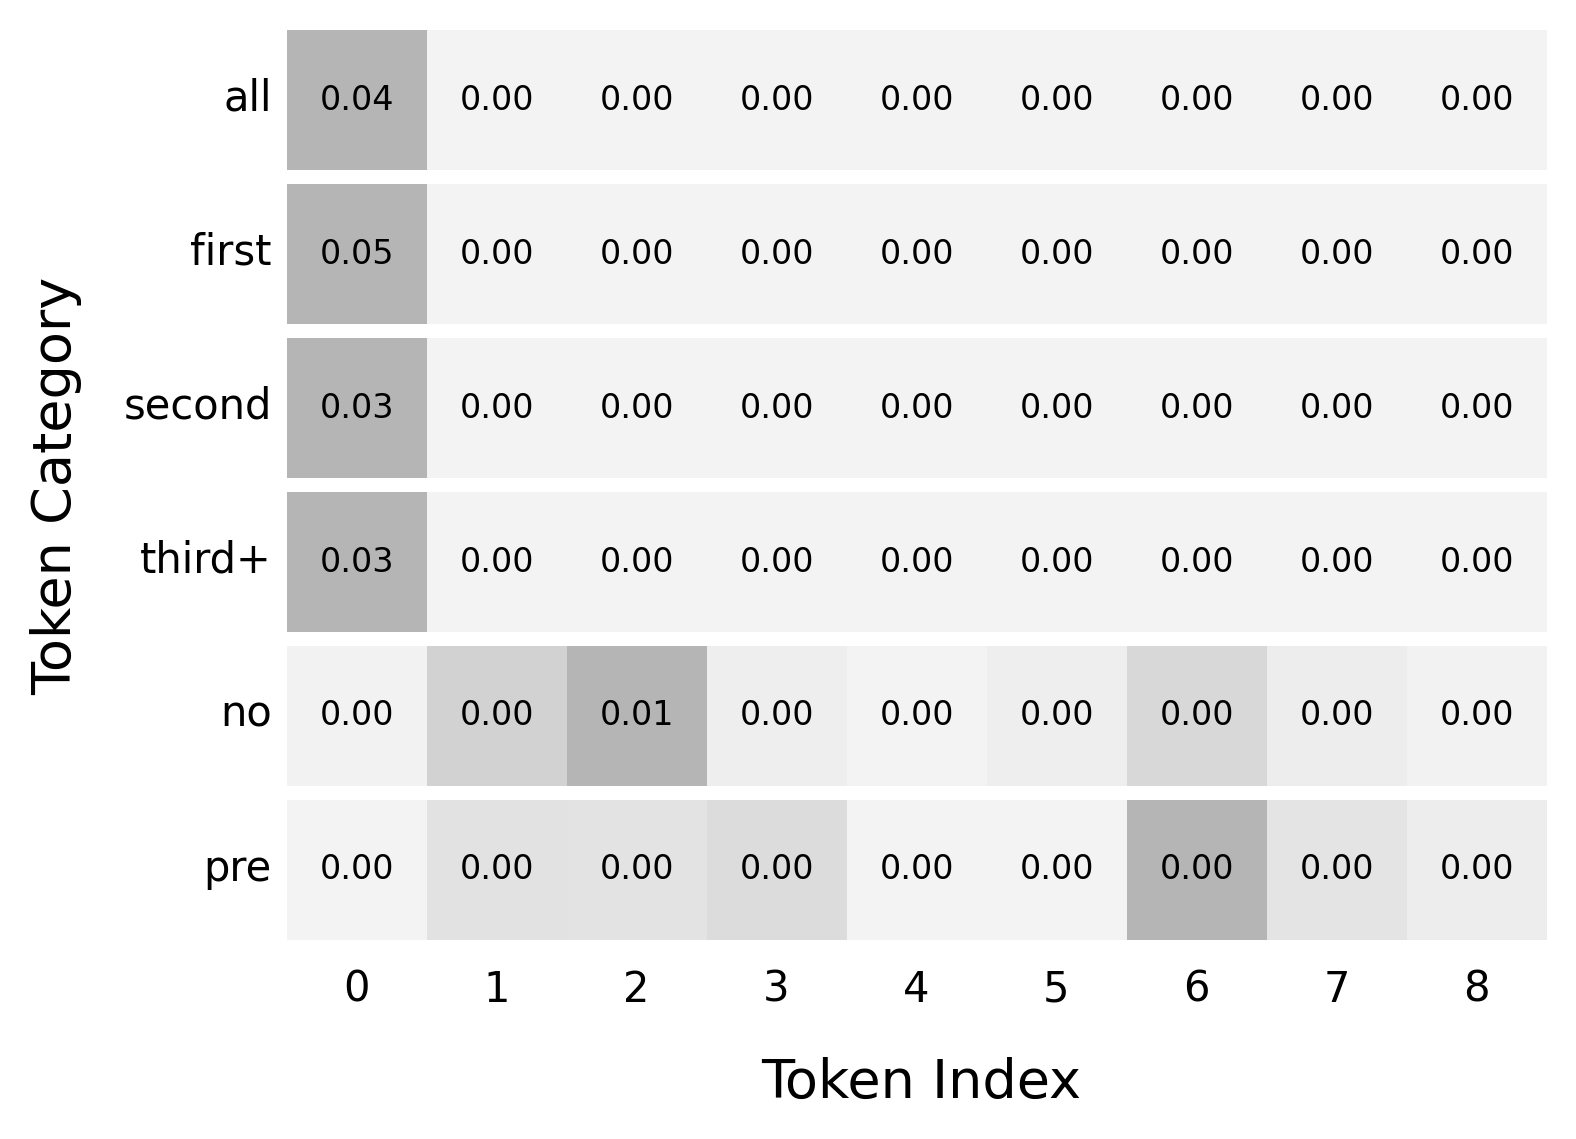 Token Category
all 0.04 0.00 0.00 0.00 0.00 0.00 0.00 0.00 0.00
first 0.05 0.00 0.00 0.00 0.00 0.00 0.00 0.00 0.00
second 0.03 0.00 0.00 0.00 0.00 0.00 0.00 0.00 0.00
third+ 0.03 0.00 0.00 0.00 0.00 0.00 0.00 0.00 0.00
no 0.00 0.00 0.01 0.00 0.00 0.00 0.00 0.00 0.00
pre 0.00 0.00 0.00 0.00 0.00 0.00 0.00 0.00 0.00
0 1 2 3 4 5 6 7 8
Token Index